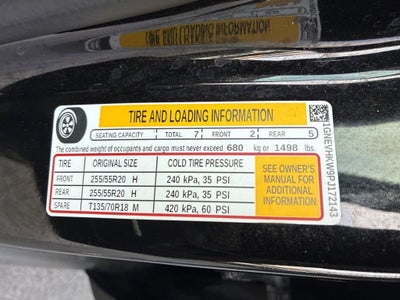 TIRE AND LOADING INFORMATION
SEATING CAPACITY TOTAL 7 FRONT 2 REAR 5
The combined weight of occupants and cargo must never exceed 680 kg or 1498 lbs.
TIRE ORIGINAL SIZE COLD TIRE PRESSURE
FRONT 255/55R20 H 240 kPa, 35 PSI
REAR 255/55R20 H 240 kPa, 35 PSI
SPARE T135/70R18 M 420 kPa, 60 PSI
SEE OWNER'S
MANUAL FOR
ADDITIONAL
INFORMATION
1GNEVHKW9PJ172143